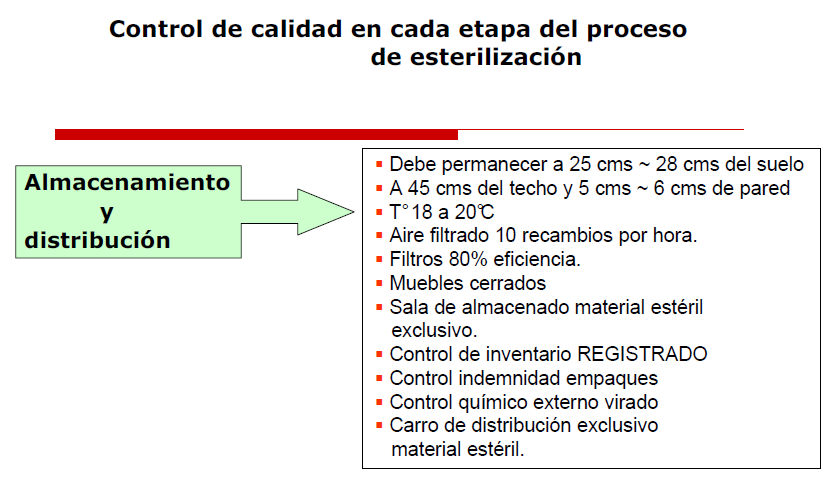 Control de calidad en cada etapa del proceso
de esterilización
Almacenamiento
y
distribución
▪ Debe permanecer a 25 cms ~ 28 cms del suelo
▪ A 45 cms del techo y 5 cms ~ 6 cms de pared
▪ T° 18 a 20°C
▪ Aire filtrado 10 recambios por hora.
▪ Filtros 80% eficiencia.
▪ Muebles cerrados
▪ Sala de almacenado material estéril
exclusivo.
▪ Control de inventario REGISTRADO
▪ Control indemnidad empaques
▪ Control químico externo virado
▪ Carro de distribución exclusivo
material estéril.